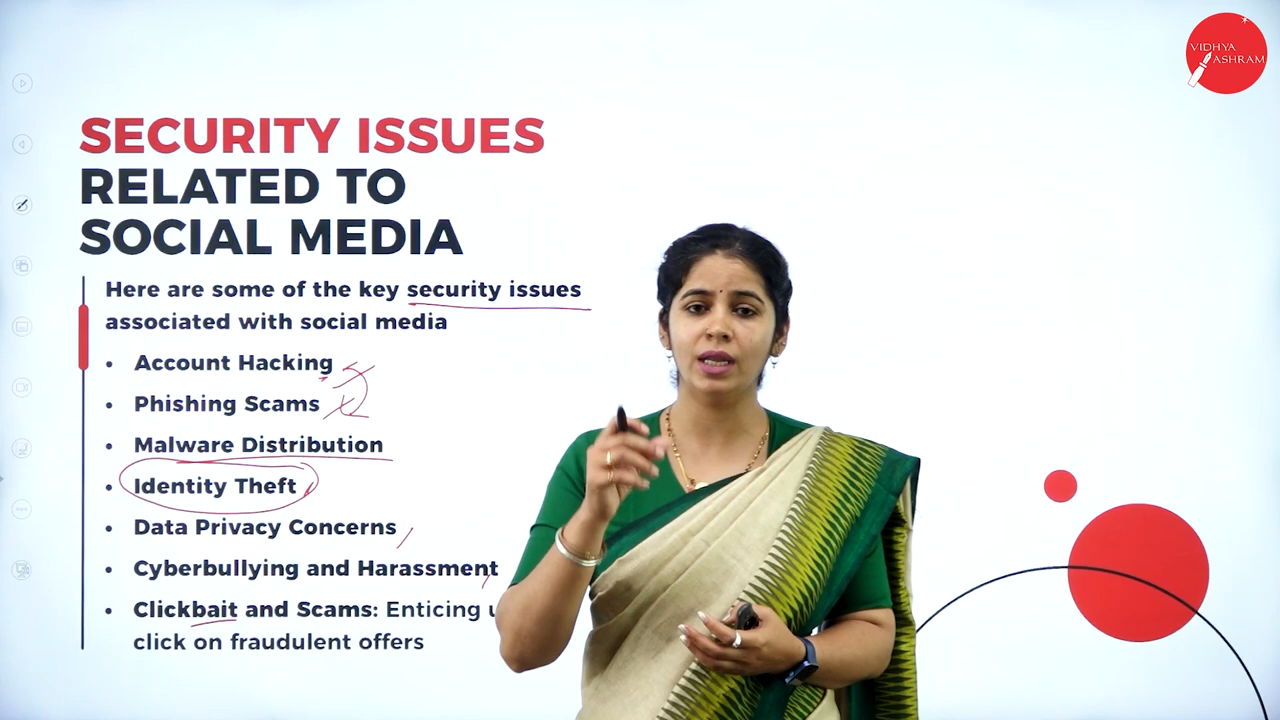 VIDHYA
ASHRAM
SECURITY ISSUES
RELATED TO
SOCIAL MEDIA
Here are some of the key security issues
associated with social media
• Account Hacking
• Phishing Scams
• Malware Distribution
• Identity Theft
• Data Privacy Concerns
• Cyberbullying and Harassment
• Clickbait and Scams: Enticing
click on fraudulent offers